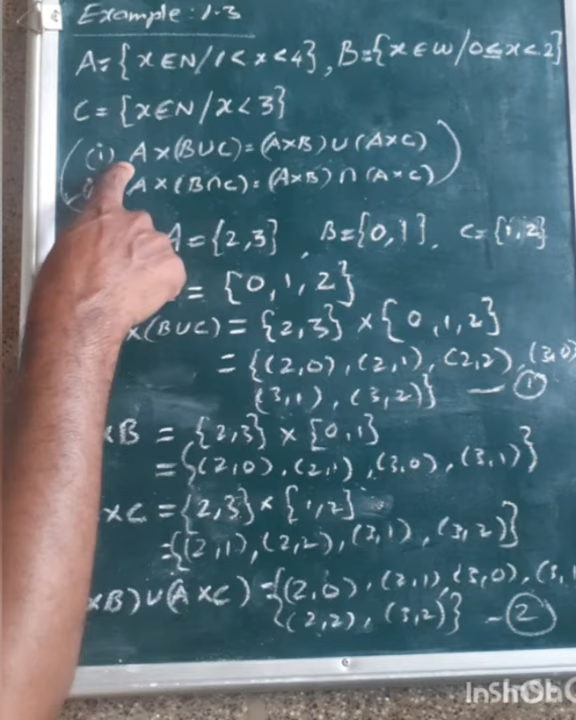 Example: 1.3
A={x∈N/1<x<4}, B={x∈W/0≤x<2}
C={x∈N/x<3}
(i) A×(B∪C)=(A×B)∪(A×C)
A×(B∩C)=(A×B)∩(A×C)
A={2,3}, B={0,1}, C={1,2}
= {0,1,2}
×(B∪C) = {2,3}×{0,1,2}
= {(2,0),(2,1),(2,2),(3,0)
(3,1),(3,2)} — ①
×B = {2,3}×{0,1}
= {(2,0),(2,1),(3,0),(3,1)}
×C = {2,3}×{1,2}
= {(2,1),(2,2),(3,1),(3,2)}
×B)∪(A×C) = {(2,0),(2,1),(3,0),(3,
(2,2),(3,2)} — ②
InShOt